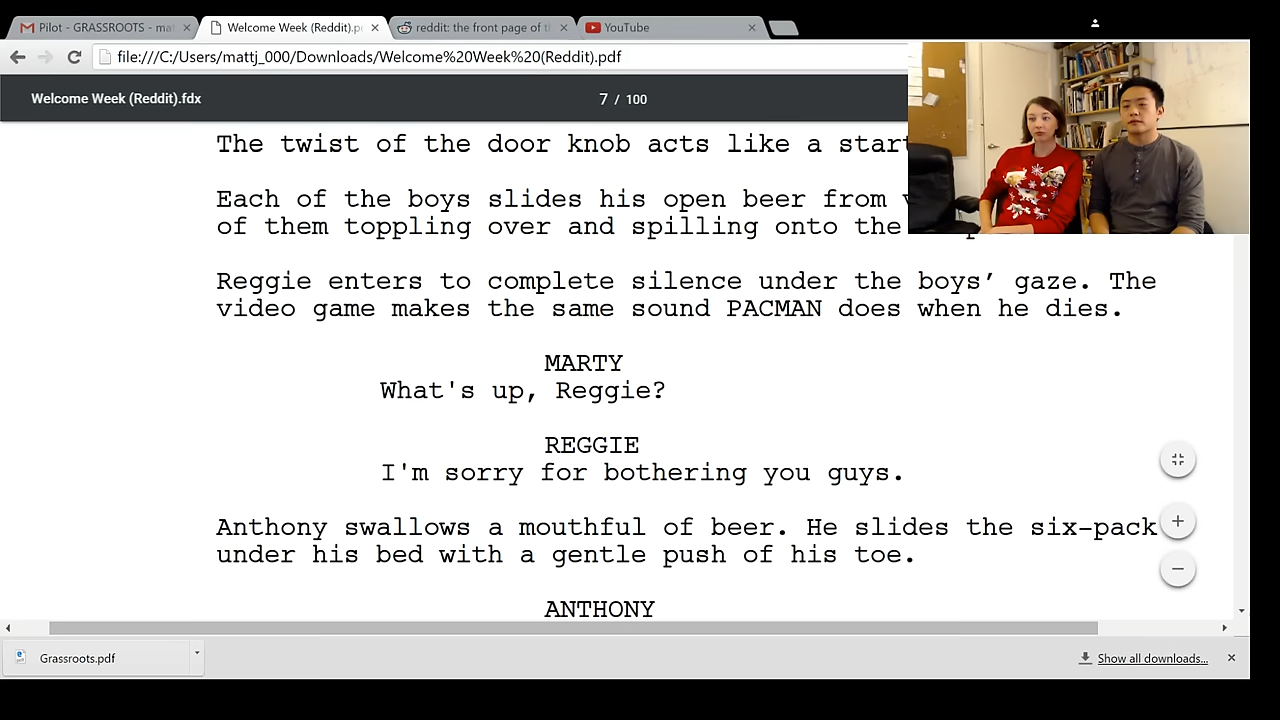 Pilot - GRASSROOTS - ma
Welcome Week (Reddit).p
reddit: the front page of t
YouTube
file:///C:/Users/mattj_000/Downloads/Welcome%20Week%20(Reddit).pdf
Welcome Week (Reddit).fdx
7 / 100
The twist of the door knob acts like a start
Each of the boys slides his open beer from
of them toppling over and spilling onto the
Reggie enters to complete silence under the boys’ gaze. The
video game makes the same sound PACMAN does when he dies.
MARTY
What's up, Reggie?
REGGIE
I'm sorry for bothering you guys.
Anthony swallows a mouthful of beer. He slides the six-pack
under his bed with a gentle push of his toe.
ANTHONY
Grassroots.pdf
Show all downloads...